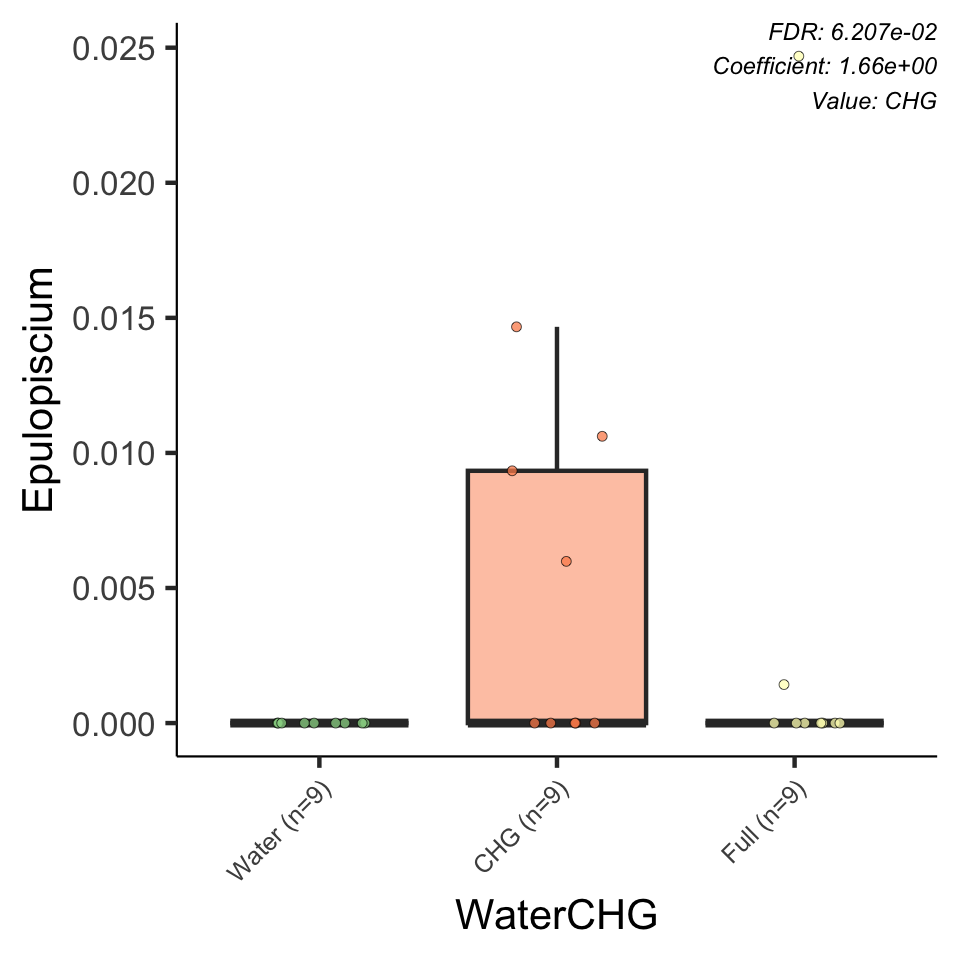 FDR: 6.207e-02
Coefficient: 1.66e+00
Value: CHG
0.025
0.020
0.015
0.010
0.005
0.000
Epulopiscium
Water (n=9)
CHG (n=9)
Full (n=9)
WaterCHG